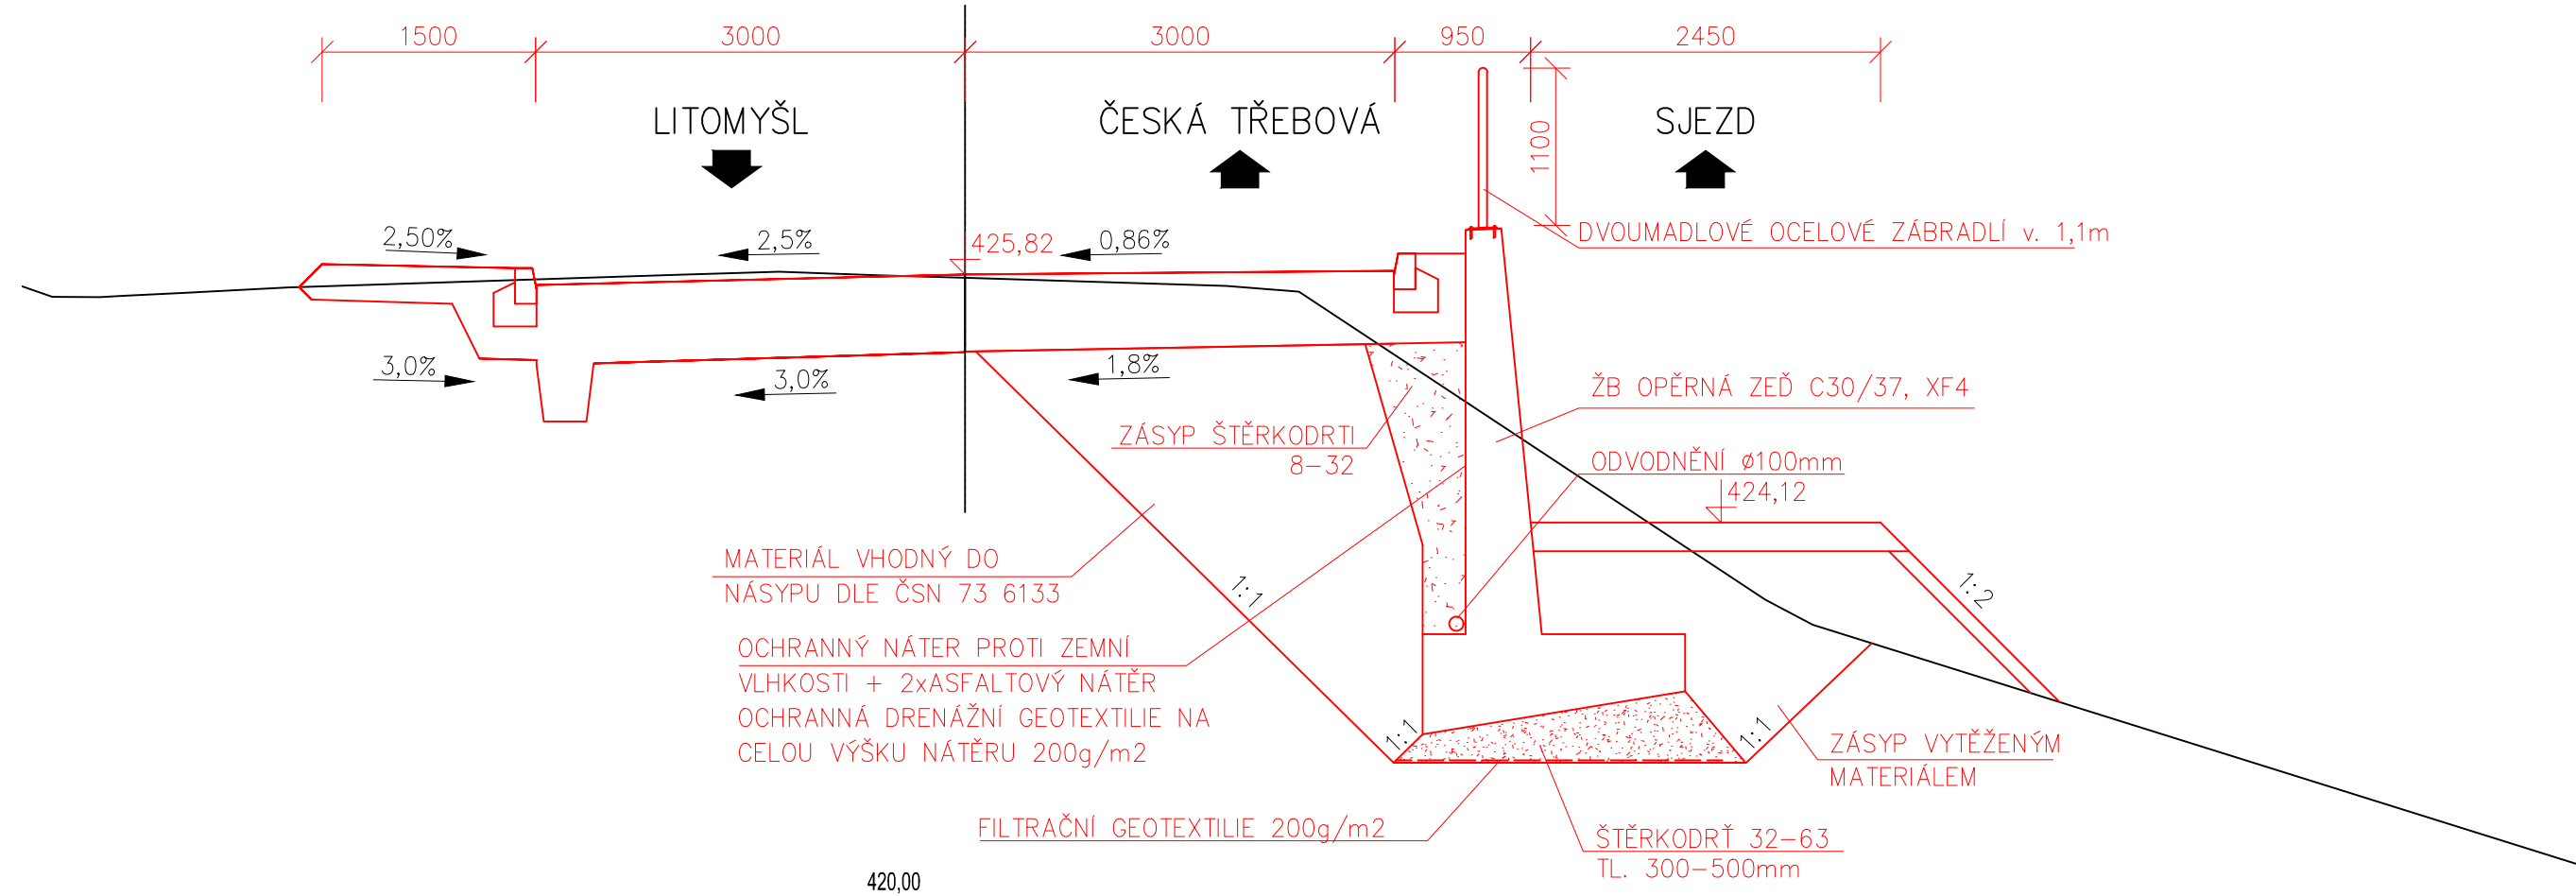 1500
3000
3000
950
2450
LITOMYŠL
ČESKÁ TŘEBOVÁ
SJEZD
1100
2,50%
2,5%
425,82
0,86%
DVOUMADLOVÉ OCELOVÉ ZÁBRADLÍ v. 1,1m
3,0%
3,0%
1,8%
ŽB OPĚRNÁ ZEĎ C30/37, XF4
ZÁSYP ŠTĚRKODRTI
8-32
ODVODNĚNÍ ø100mm
424,12
MATERIÁL VHODNÝ DO
NÁSYPU DLE ČSN 73 6133
1:1
1:2
OCHRANNÝ NÁTER PROTI ZEMNÍ
VLHKOSTI + 2xASFALTOVÝ NÁTĚR
OCHRANNÁ DRENÁŽNÍ GEOTEXTILIE NA
CELOU VÝŠKU NÁTĚRU 200g/m2
1:1
1:1
ZÁSYP VYTĚŽENÝM
MATERIÁLEM
FILTRAČNÍ GEOTEXTILIE 200g/m2
ŠTĚRKODRŤ 32-63
TL. 300-500mm
420,00